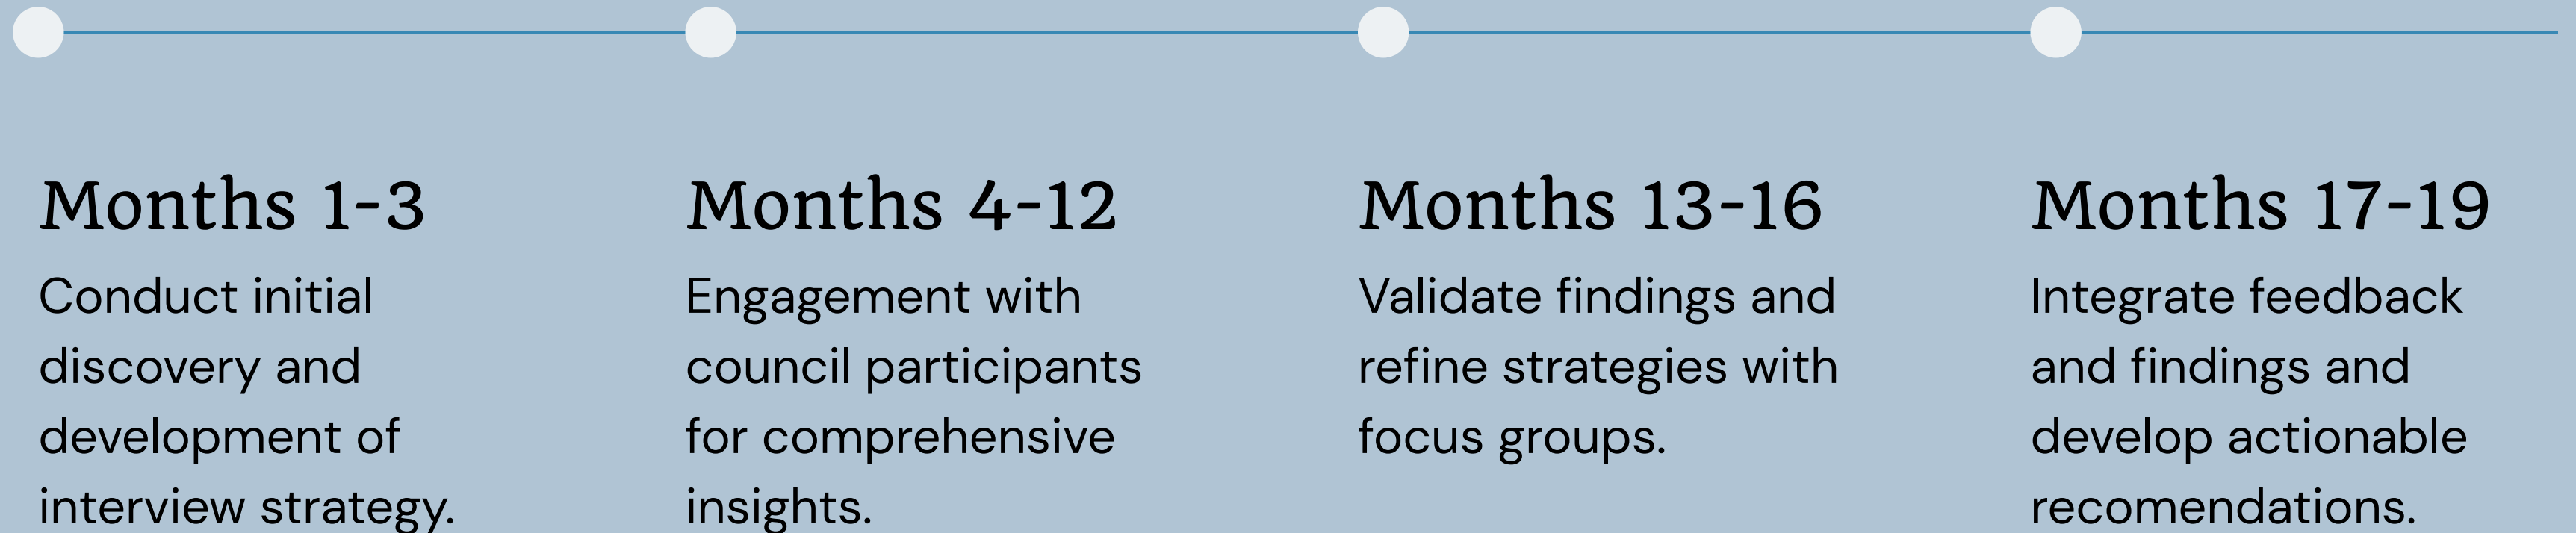 Months 1-3
Conduct initial
discovery and
development of
interview strategy.
Months 4-12
Engagement with
council participants
for comprehensive
insights.
Months 13-16
Validate findings and
refine strategies with
focus groups.
Months 17-19
Integrate feedback
and findings and
develop actionable
recomendations.